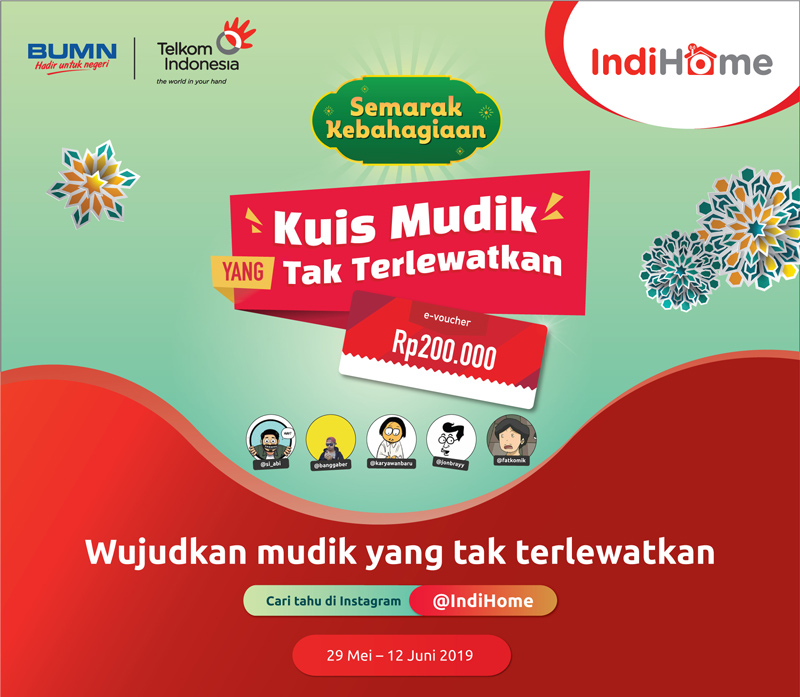 BUMN
Hadir untuk negeri
Telkom
Indonesia
the world in your hand
IndiHome
Semarak
Kebahagiaan
Kuis Mudik
YANG Tak Terlewatkan
e-voucher
Rp200.000
@si_abi
@banggaber
@karyawanbaru
@jonbrayy
@fatkomik
Wujudkan mudik yang tak terlewatkan
Cari tahu di Instagram @IndiHome
29 Mei – 12 Juni 2019